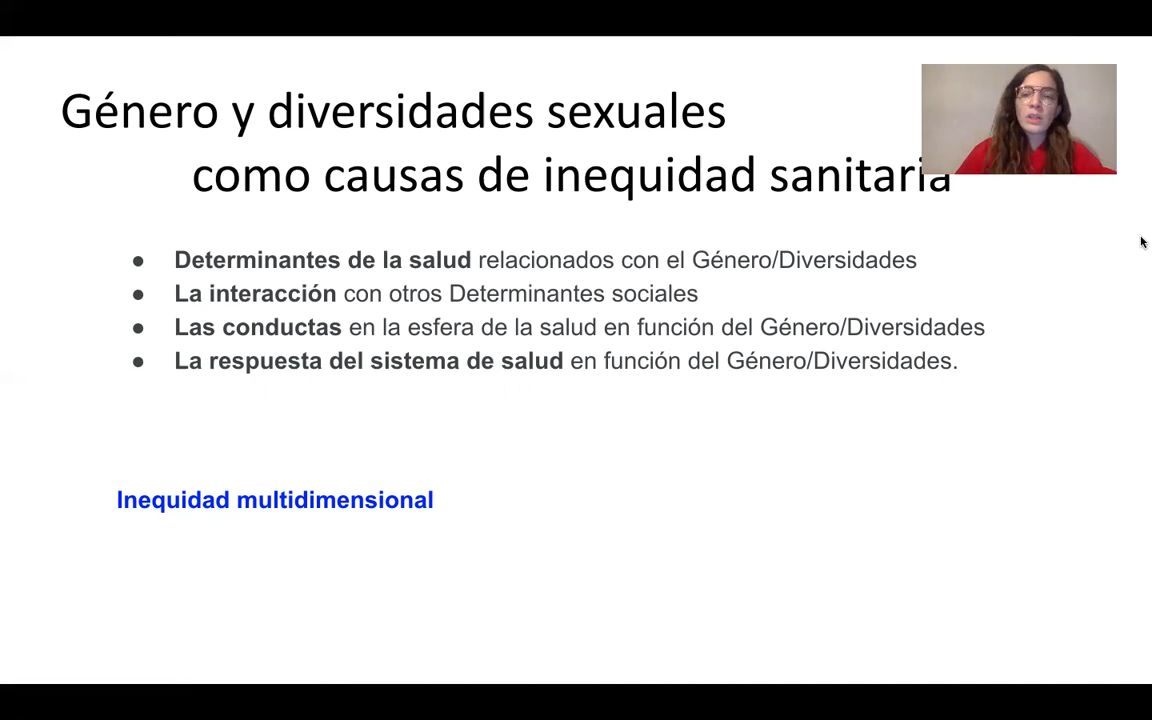 Género y diversidades sexuales
como causas de inequidad sanitaria
● Determinantes de la salud relacionados con el Género/Diversidades
● La interacción con otros Determinantes sociales
● Las conductas en la esfera de la salud en función del Género/Diversidades
● La respuesta del sistema de salud en función del Género/Diversidades.
Inequidad multidimensional